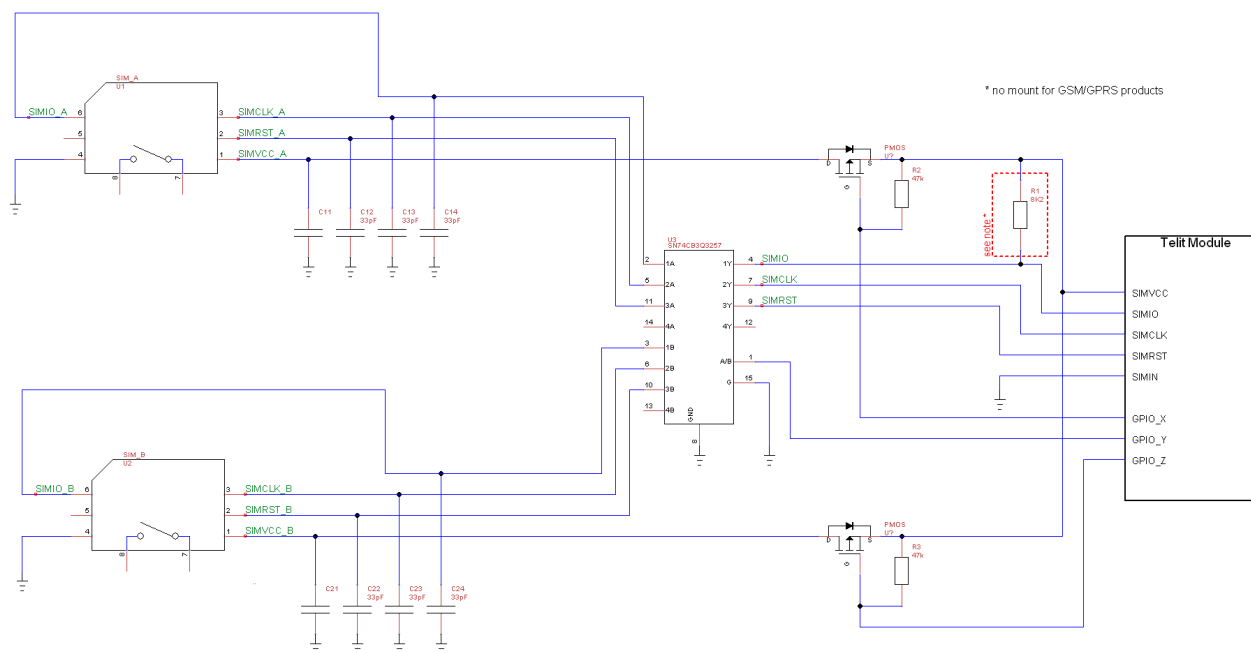 * no mount for GSM/GPRS products
SIM_A
U1
SIMIO_A
6
5
4
3
2
1
SIMCLK_A
SIMRST_A
SIMVCC_A
8
7
C11
C12
33pF
C13
33pF
C14
33pF
D
S
G
PMOS
U?
R2
47k
R1
8K2
see note *
U3
SN74CB3Q3257
2
5
11
14
3
6
10
13
1A
2A
3A
4A
1B
2B
3B
4B
1Y
2Y
3Y
4Y
A/B
G
GND
8
4
7
9
12
1
15
SIMIO
SIMCLK
SIMRST
Telit Module
SIMVCC
SIMIO
SIMCLK
SIMRST
SIMIN
GPIO_X
GPIO_Y
GPIO_Z
SIM_B
U2
SIMIO_B
6
5
4
3
2
1
SIMCLK_B
SIMRST_B
SIMVCC_B
8
7
C21
C22
33pF
C23
33pF
C24
33pF
D
S
G
PMOS
U?
R3
47k